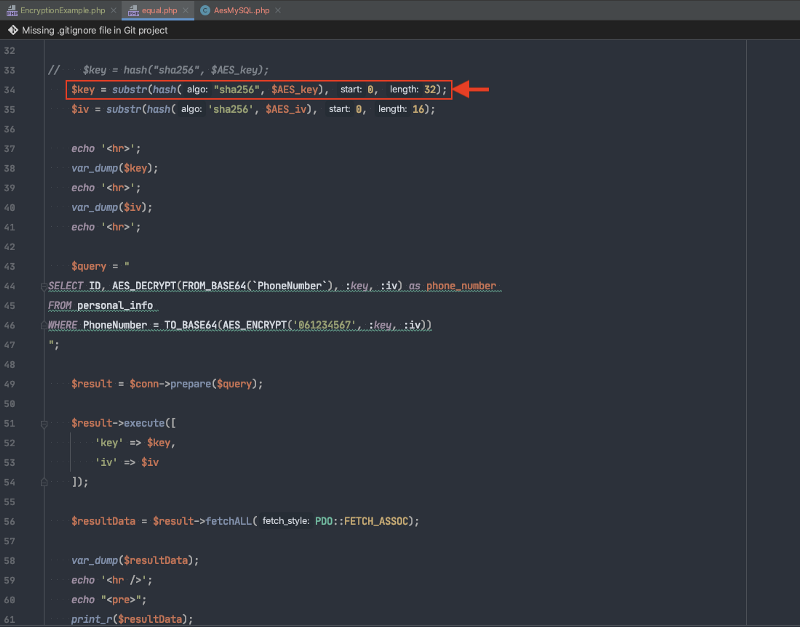 EncryptionExample.php × equal.php × AesMySQL.php ×
Missing .gitignore file in Git project
32
33 // $key = hash("sha256", $AES_key);
34 $key = substr(hash( algo: "sha256", $AES_key), start: 0, length: 32);
35 $iv = substr(hash( algo: 'sha256', $AES_iv), start: 0, length: 16);
36
37 echo '<hr>';
38 var_dump($key);
39 echo '<hr>';
40 var_dump($iv);
41 echo '<hr>';
42
43 $query = "
44 SELECT ID, AES_DECRYPT(FROM_BASE64(`PhoneNumber`), :key, :iv) as phone_number
45 FROM personal_info
46 WHERE PhoneNumber = TO_BASE64(AES_ENCRYPT('061234567', :key, :iv))
47 ";
48
49 $result = $conn->prepare($query);
50
51 $result->execute([
52 'key' => $key,
53 'iv' => $iv
54 ]);
55
56 $resultData = $result->fetchALL( fetch_style: PDO::FETCH_ASSOC);
57
58 var_dump($resultData);
59 echo '<hr />';
60 echo "<pre>";
61 print_r($resultData);